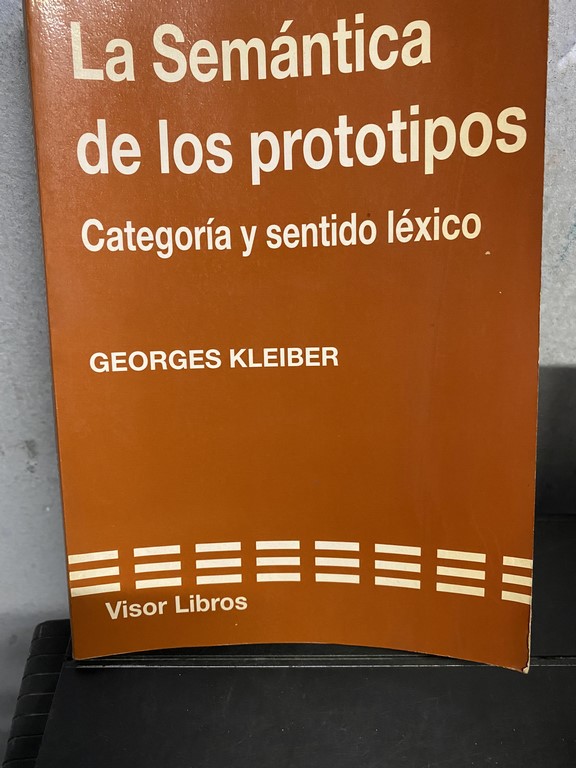 La Semántica
de los prototipos
Categoría y sentido léxico
GEORGES KLEIBER
Visor Libros